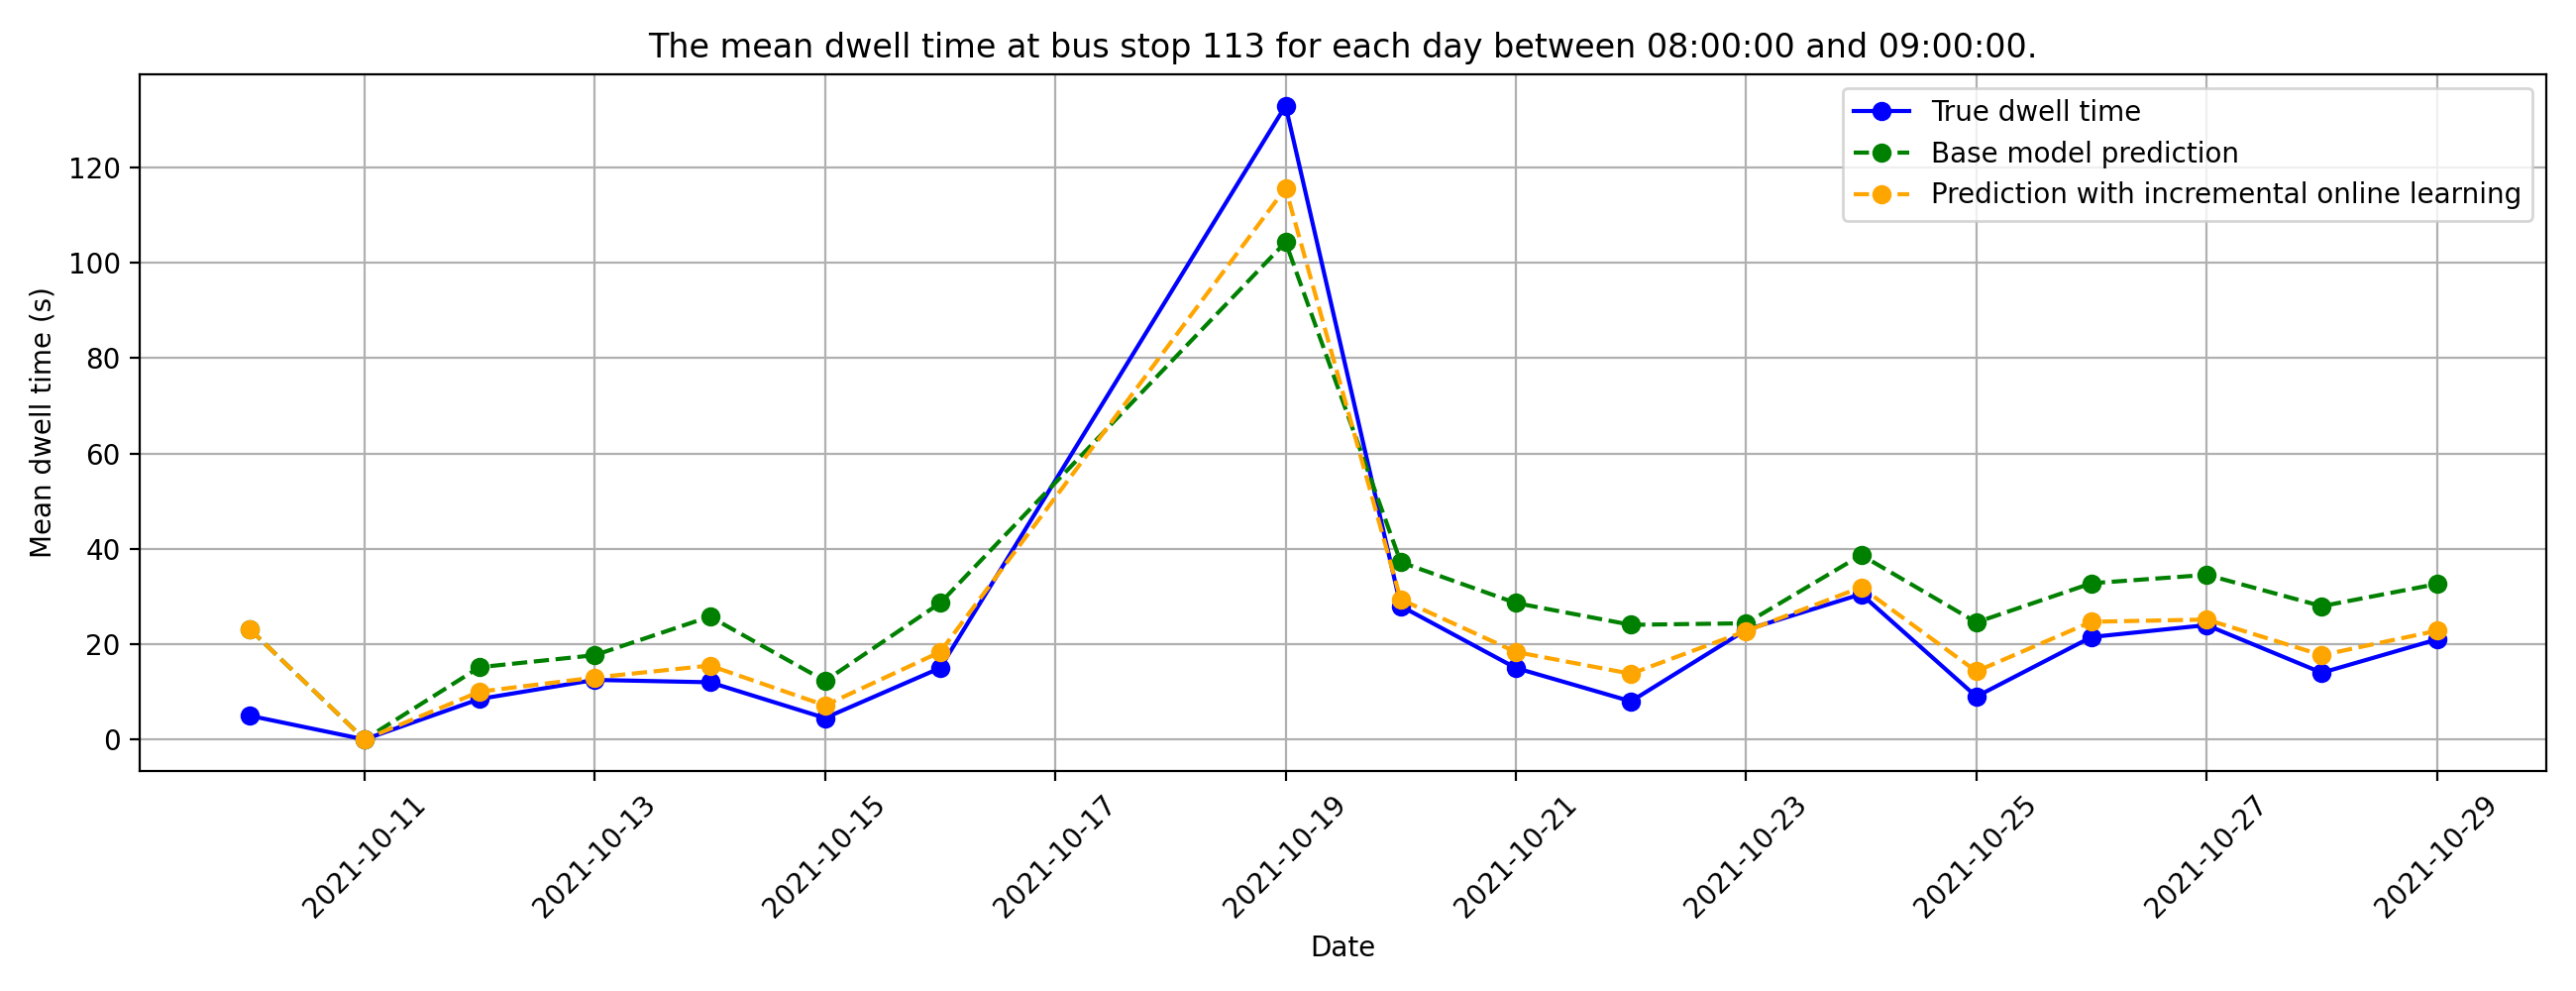 The mean dwell time at bus stop 113 for each day between 08:00:00 and 09:00:00.
True dwell time
Base model prediction
Prediction with incremental online learning
Mean dwell time (s)
120
100
80
60
40
20
0
2021-10-11
2021-10-13
2021-10-15
2021-10-17
2021-10-19
2021-10-21
2021-10-23
2021-10-25
2021-10-27
2021-10-29
Date